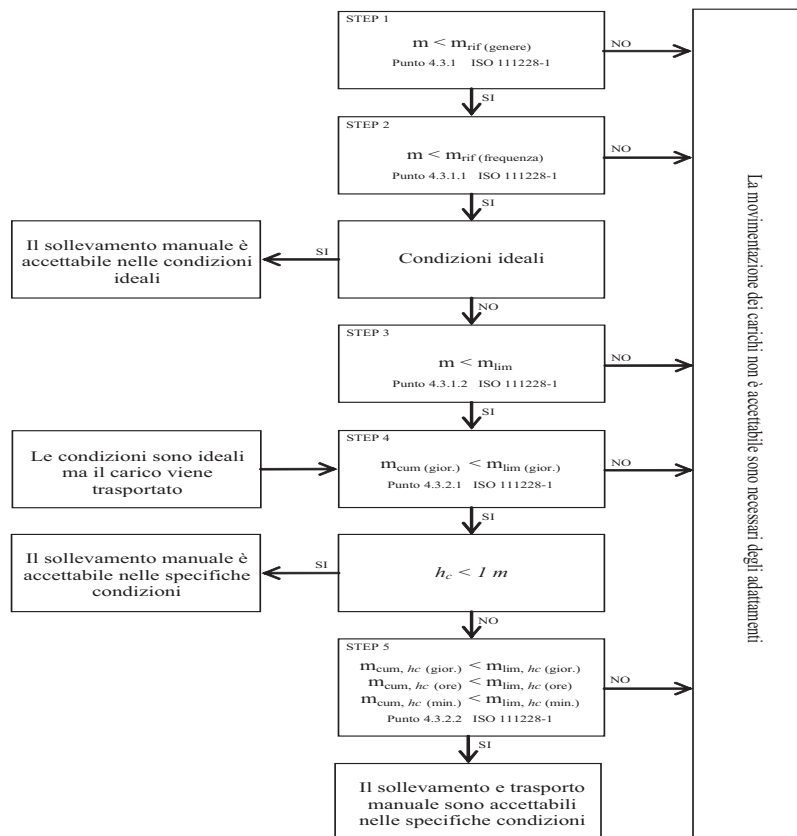 STEP 1
m < mrif (genere)
Punto 4.3.1 ISO 111228-1
NO
SI
STEP 2
m < mrif (frequenza)
Punto 4.3.1.1 ISO 111228-1
NO
SI
Il sollevamento manuale è
accettabile nelle condizioni
ideali
SI
Condizioni ideali
NO
STEP 3
m < mlim
Punto 4.3.1.2 ISO 111228-1
NO
SI
Le condizioni sono ideali
ma il carico viene
trasportato
STEP 4
mcum (gior.) < mlim (gior.)
Punto 4.3.2.1 ISO 111228-1
NO
SI
Il sollevamento manuale è
accettabile nelle specifiche
condizioni
SI
hc < 1 m
NO
STEP 5
mcum, hc (gior.) < mlim, hc (gior.)
mcum, hc (ore) < mlim, hc (ore)
mcum, hc (min.) < mlim, hc (min.)
Punto 4.3.2.2 ISO 111228-1
NO
SI
Il sollevamento e trasporto
manuale sono accettabili
nelle specifiche condizioni
La movimentazione dei carichi non è accettabile sono necessari degli adattamenti